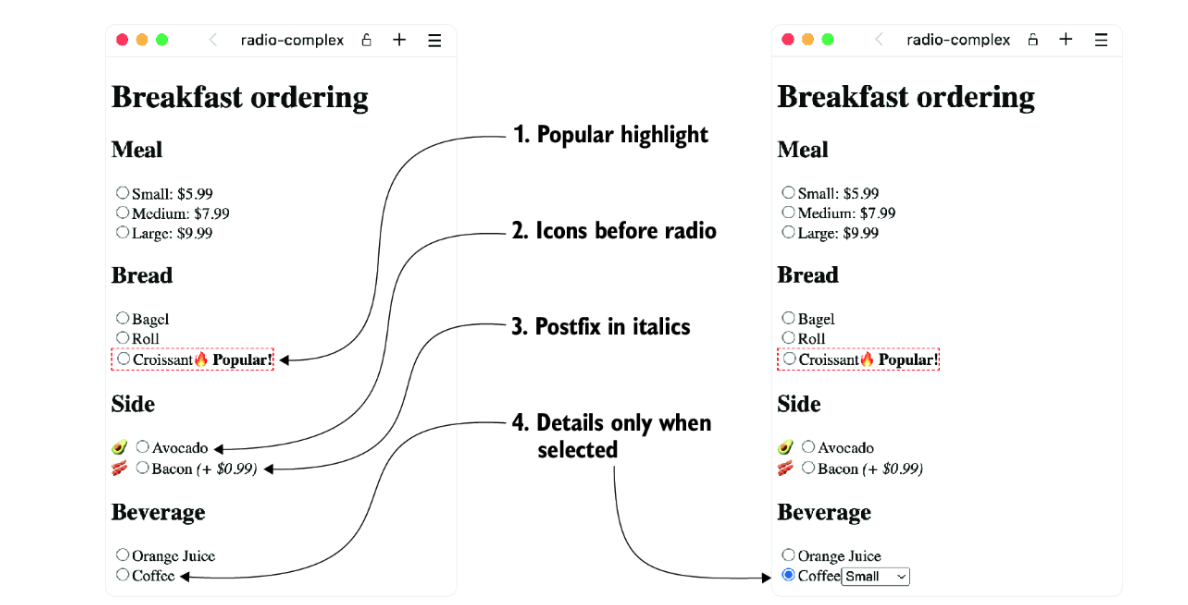 radio-complex
Breakfast ordering
Meal
Small: $5.99
Medium: $7.99
Large: $9.99
Bread
Bagel
Roll
Croissant🔥 Popular!
Side
🥑 Avocado
🥓 Bacon (+ $0.99)
Beverage
Orange Juice
Coffee
1. Popular highlight
2. Icons before radio
3. Postfix in italics
4. Details only when
selected
radio-complex
Breakfast ordering
Meal
Small: $5.99
Medium: $7.99
Large: $9.99
Bread
Bagel
Roll
Croissant🔥 Popular!
Side
🥑 Avocado
🥓 Bacon (+ $0.99)
Beverage
Orange Juice
Coffee Small